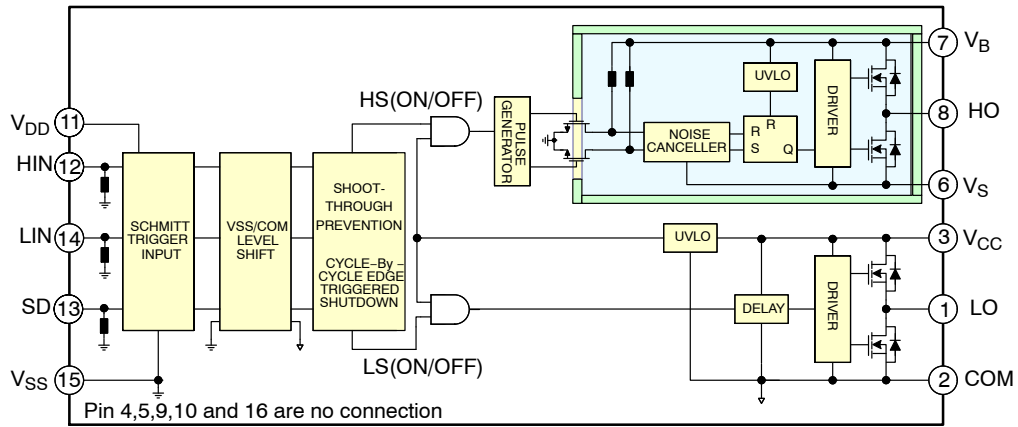 7 V_B
UVLO
HS(ON/OFF)
PULSE GENERATOR
DRIVER
V_DD 11
8 HO
HIN 12
NOISE CANCELLER
R
R
S
Q
6 V_S
SHOOT-
THROUGH
PREVENTION
SCHMITT
TRIGGER
INPUT
VSS/COM
LEVEL
SHIFT
LIN 14
UVLO
3 V_CC
CYCLE-By-
CYCLE EDGE
TRIGGERED
SHUTDOWN
DRIVER
SD 13
DELAY
1 LO
LS(ON/OFF)
V_SS 15
2 COM
Pin 4,5,9,10 and 16 are no connection